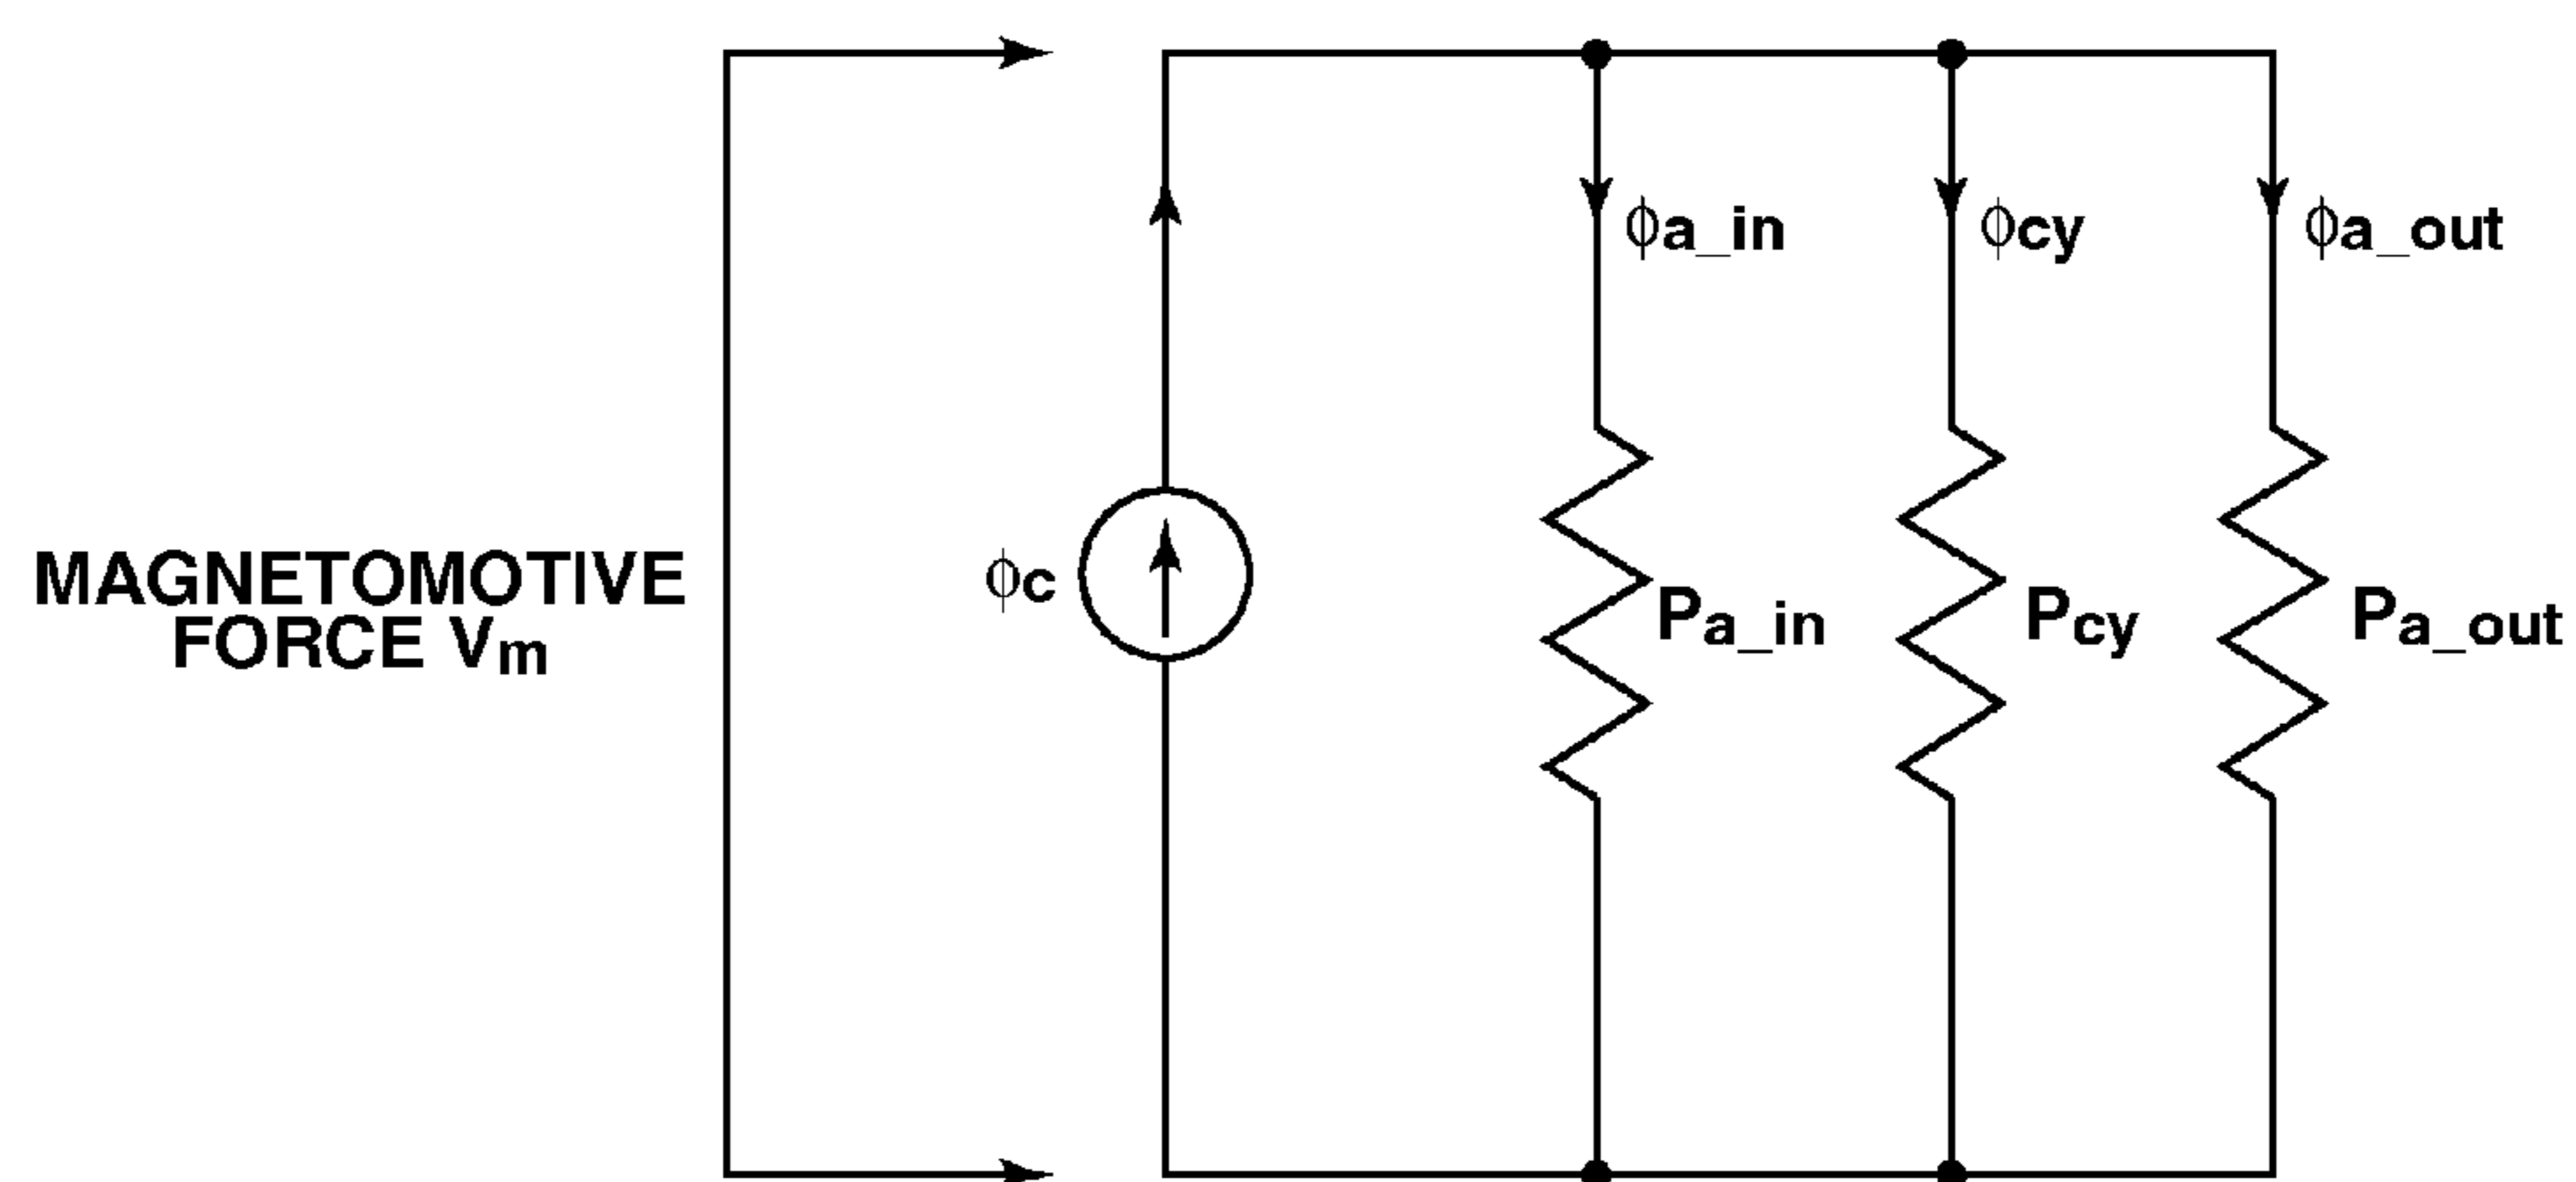 ϕa_in
ϕcy
ϕa_out
MAGNETOMOTIVE
FORCE Vm
ϕc
Pa_in
Pcy
Pa_out